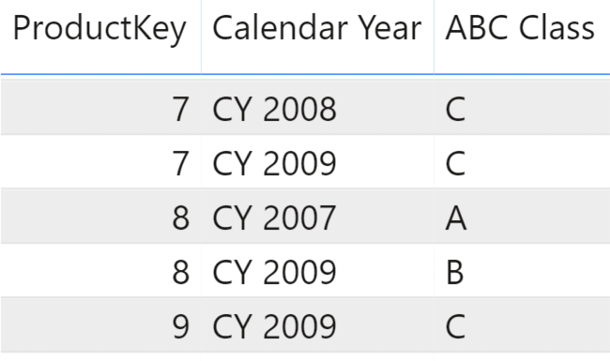 ProductKey Calendar Year ABC Class
7 CY 2008 C
7 CY 2009 C
8 CY 2007 A
8 CY 2009 B
9 CY 2009 C